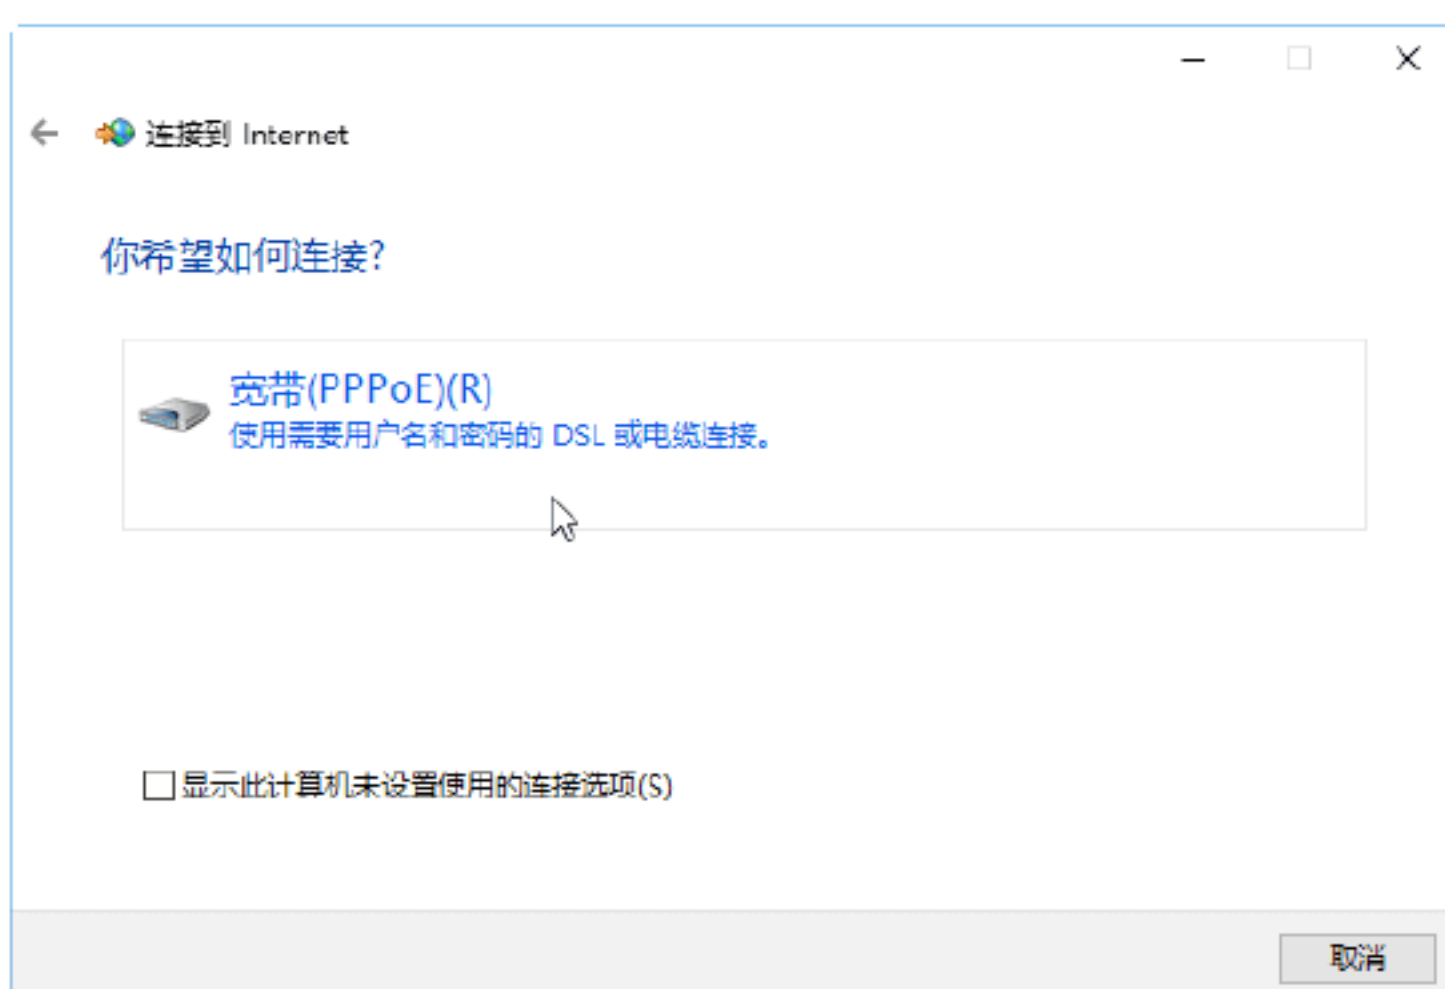 连接到 Internet
你希望如何连接?
宽带(PPPoE)(R)
使用需要用户名和密码的 DSL 或电缆连接。
显示此计算机未设置使用的连接选项(S)
取消